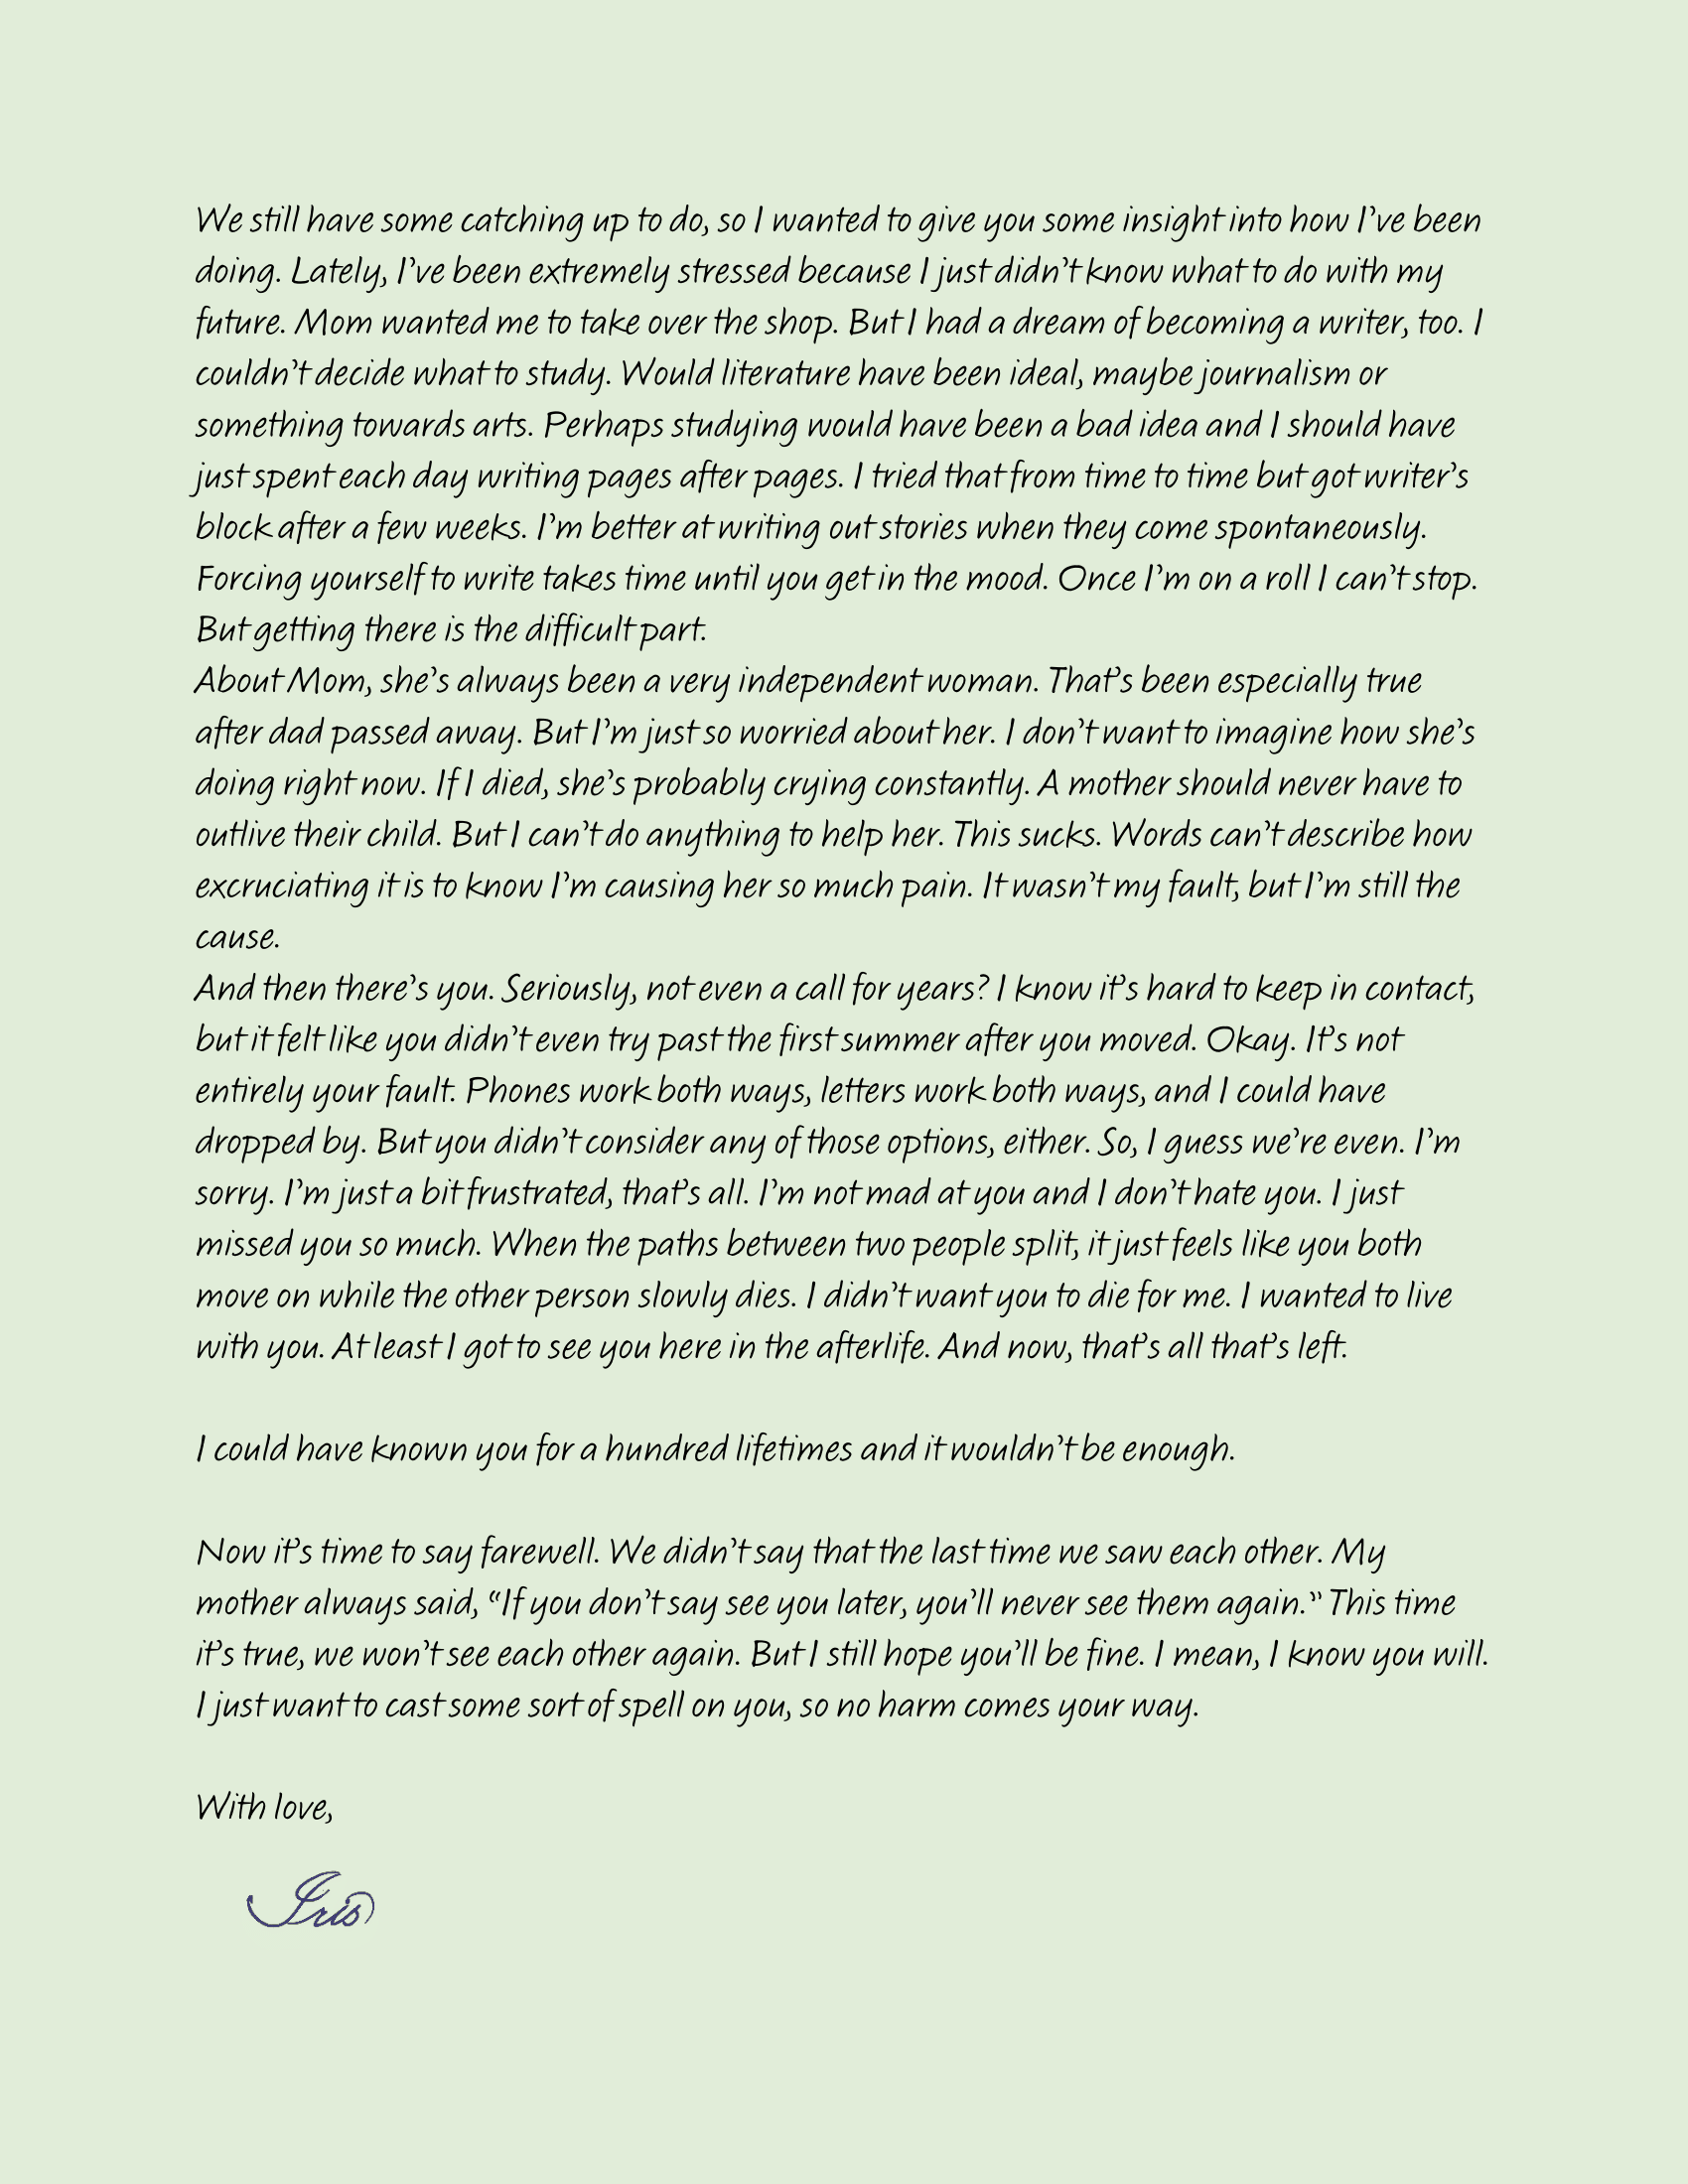 We still have some catching up to do, so I wanted to give you some insight into how I've been
doing. Lately, I've been extremely stressed because I just didn't know what to do with my
future. Mom wanted me to take over the shop. But I had a dream of becoming a writer, too. I
couldn't decide what to study. Would literature have been ideal, maybe journalism or
something towards arts. Perhaps studying would have been a bad idea and I should have
just spent each day writing pages after pages. I tried that from time to time but got writer's
block after a few weeks. I'm better at writing out stories when they come spontaneously.
Forcing yourself to write takes time until you get in the mood. Once I'm on a roll I can't stop.
But getting there is the difficult part.
About Mom, she's always been a very independent woman. That's been especially true
after dad passed away. But I'm just so worried about her. I don't want to imagine how she's
doing right now. If I died, she's probably crying constantly. A mother should never have to
outlive their child. But I can't do anything to help her. This sucks. Words can't describe how
excruciating it is to know I'm causing her so much pain. It wasn't my fault, but I'm still the
cause.
And then there's you. Seriously, not even a call for years? I know it's hard to keep in contact,
but it felt like you didn't even try past the first summer after you moved. Okay. It's not
entirely your fault. Phones work both ways, letters work both ways, and I could have
dropped by. But you didn't consider any of those options, either. So, I guess we're even. I'm
sorry. I'm just a bit frustrated, that's all. I'm not mad at you and I don't hate you. I just
missed you so much. When the paths between two people split, it just feels like you both
move on while the other person slowly dies. I didn't want you to die for me. I wanted to live
with you. At least I got to see you here in the afterlife. And now, that's all that's left.
I could have known you for a hundred lifetimes and it wouldn't be enough.
Now it's time to say farewell. We didn't say that the last time we saw each other. My
mother always said, "If you don't say see you later, you'll never see them again." This time
it's true, we won't see each other again. But I still hope you'll be fine. I mean, I know you will.
I just want to cast some sort of spell on you, so no harm comes your way.
With love,
Iris